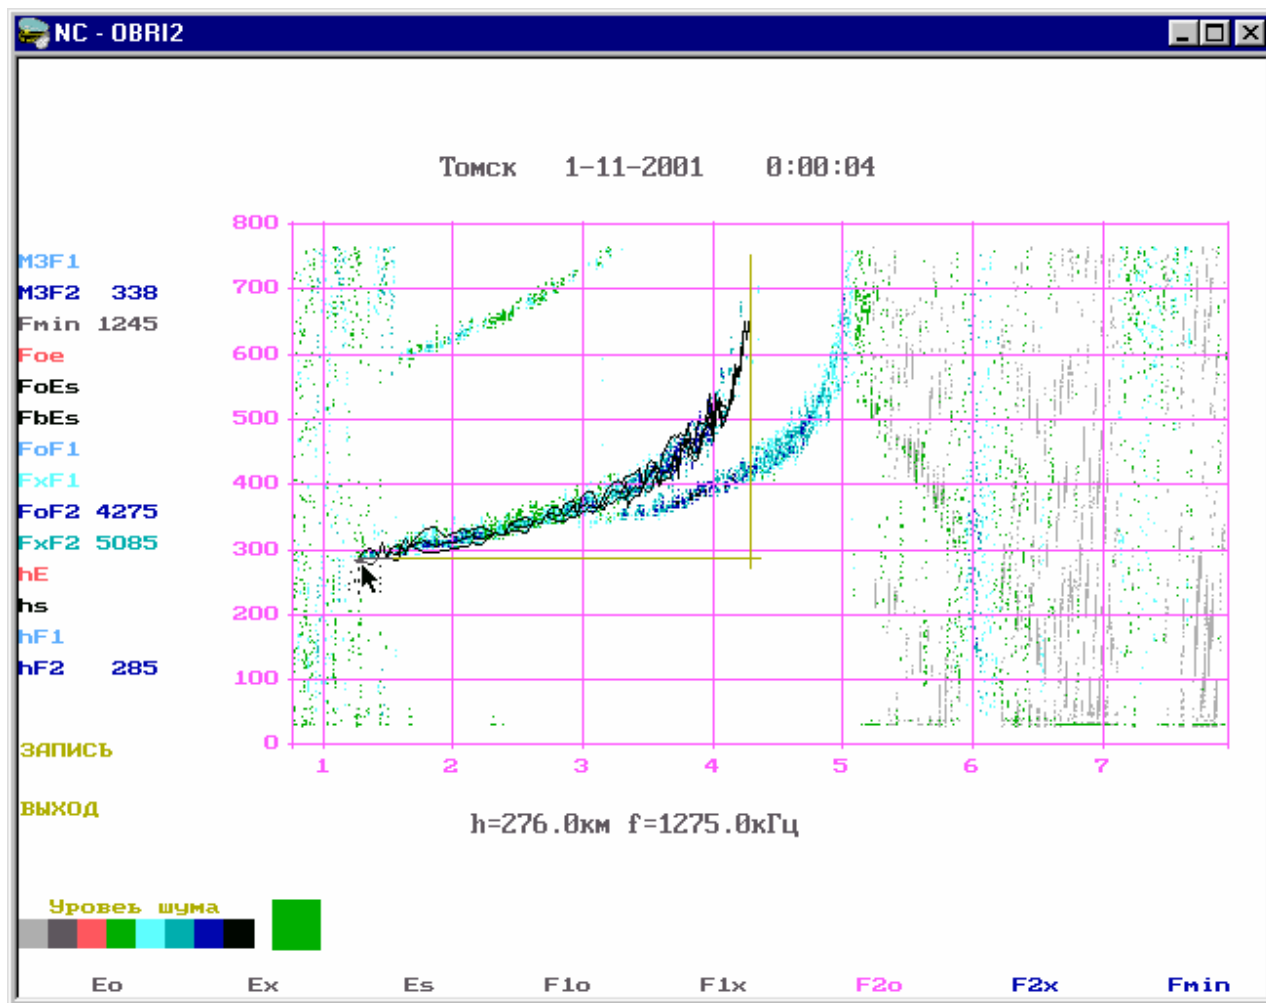 NC - OBRI2
Томск 1-11-2001 0:00:04
800
700
600
500
400
300
200
100
0
1 2 3 4 5 6 7
M3F1
M3F2 338
Fmin 1245
Foe
FoEs
FbEs
FoF1
FxF1
FoF2 4275
FxF2 5085
hE
hs
hF1
hF2 285
ЗАПИСЬ
ВЫХОД
h=276.0км f=1275.0кГц
Уровеь шума
Eo Ex Es F1o F1x F2o F2x Fmin